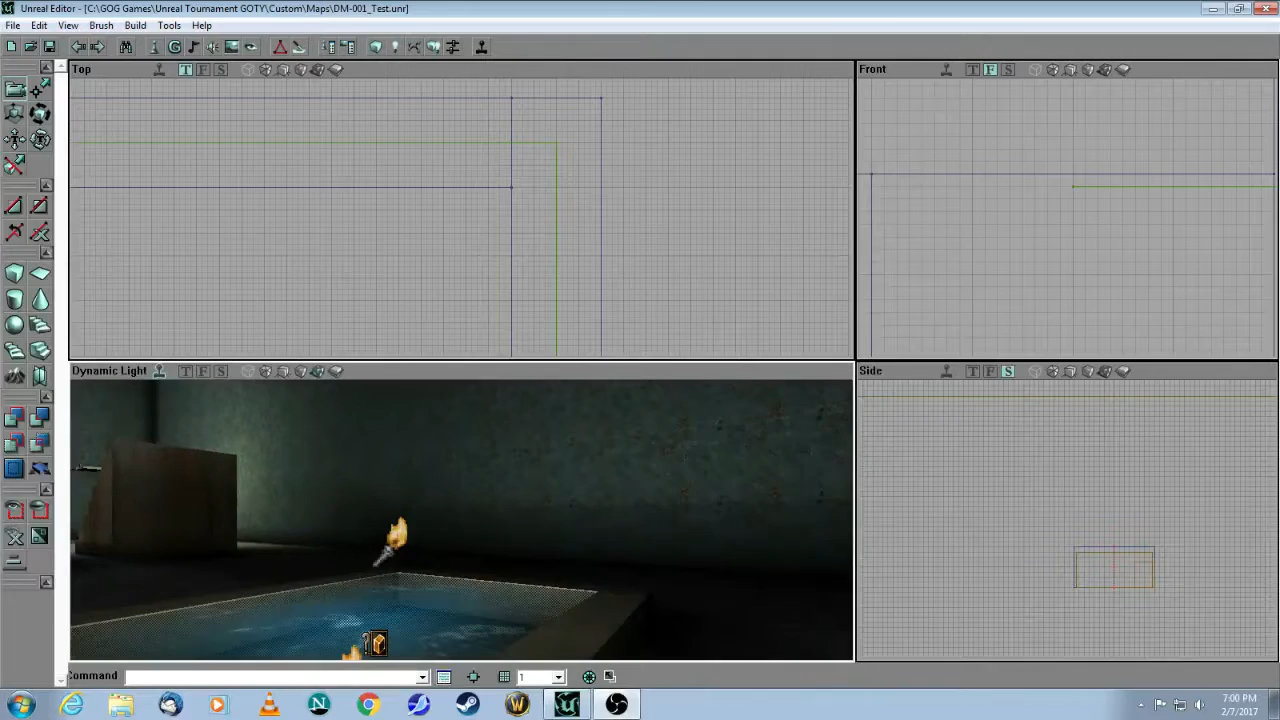 Unreal Editor - [C:\GOG Games\Unreal Tournament GOTY\Custom\Maps\DM-001_Test.unr]
File Edit View Brush Build Tools Help
Top T F S
Front T F S
Dynamic Light T F S
Side T F S
Command 1
7:00 PM
2/7/2017